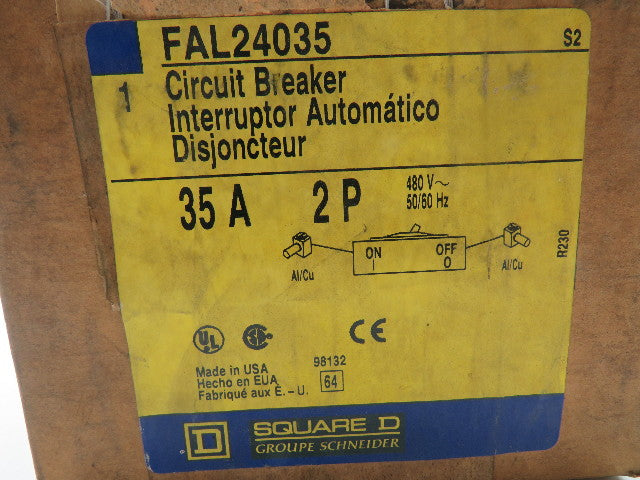 FAL24035
S2
1
Circuit Breaker
Interruptor Automático
Disjoncteur
35 A
2 P
480 V~
50/60 Hz
ON
I
OFF
O
Al/Cu
Al/Cu
R230
UL
CE
Made in USA
Hecho en EUA
Fabriqué aux É. - U.
98132
64
D
SQUARE D
GROUPE SCHNEIDER